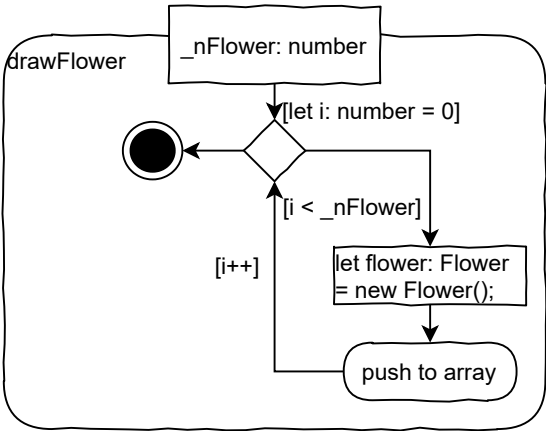 _nFlower: number
drawFlower
[let i: number = 0]
[i < _nFlower]
let flower: Flower
= new Flower();
[i++]
push to array